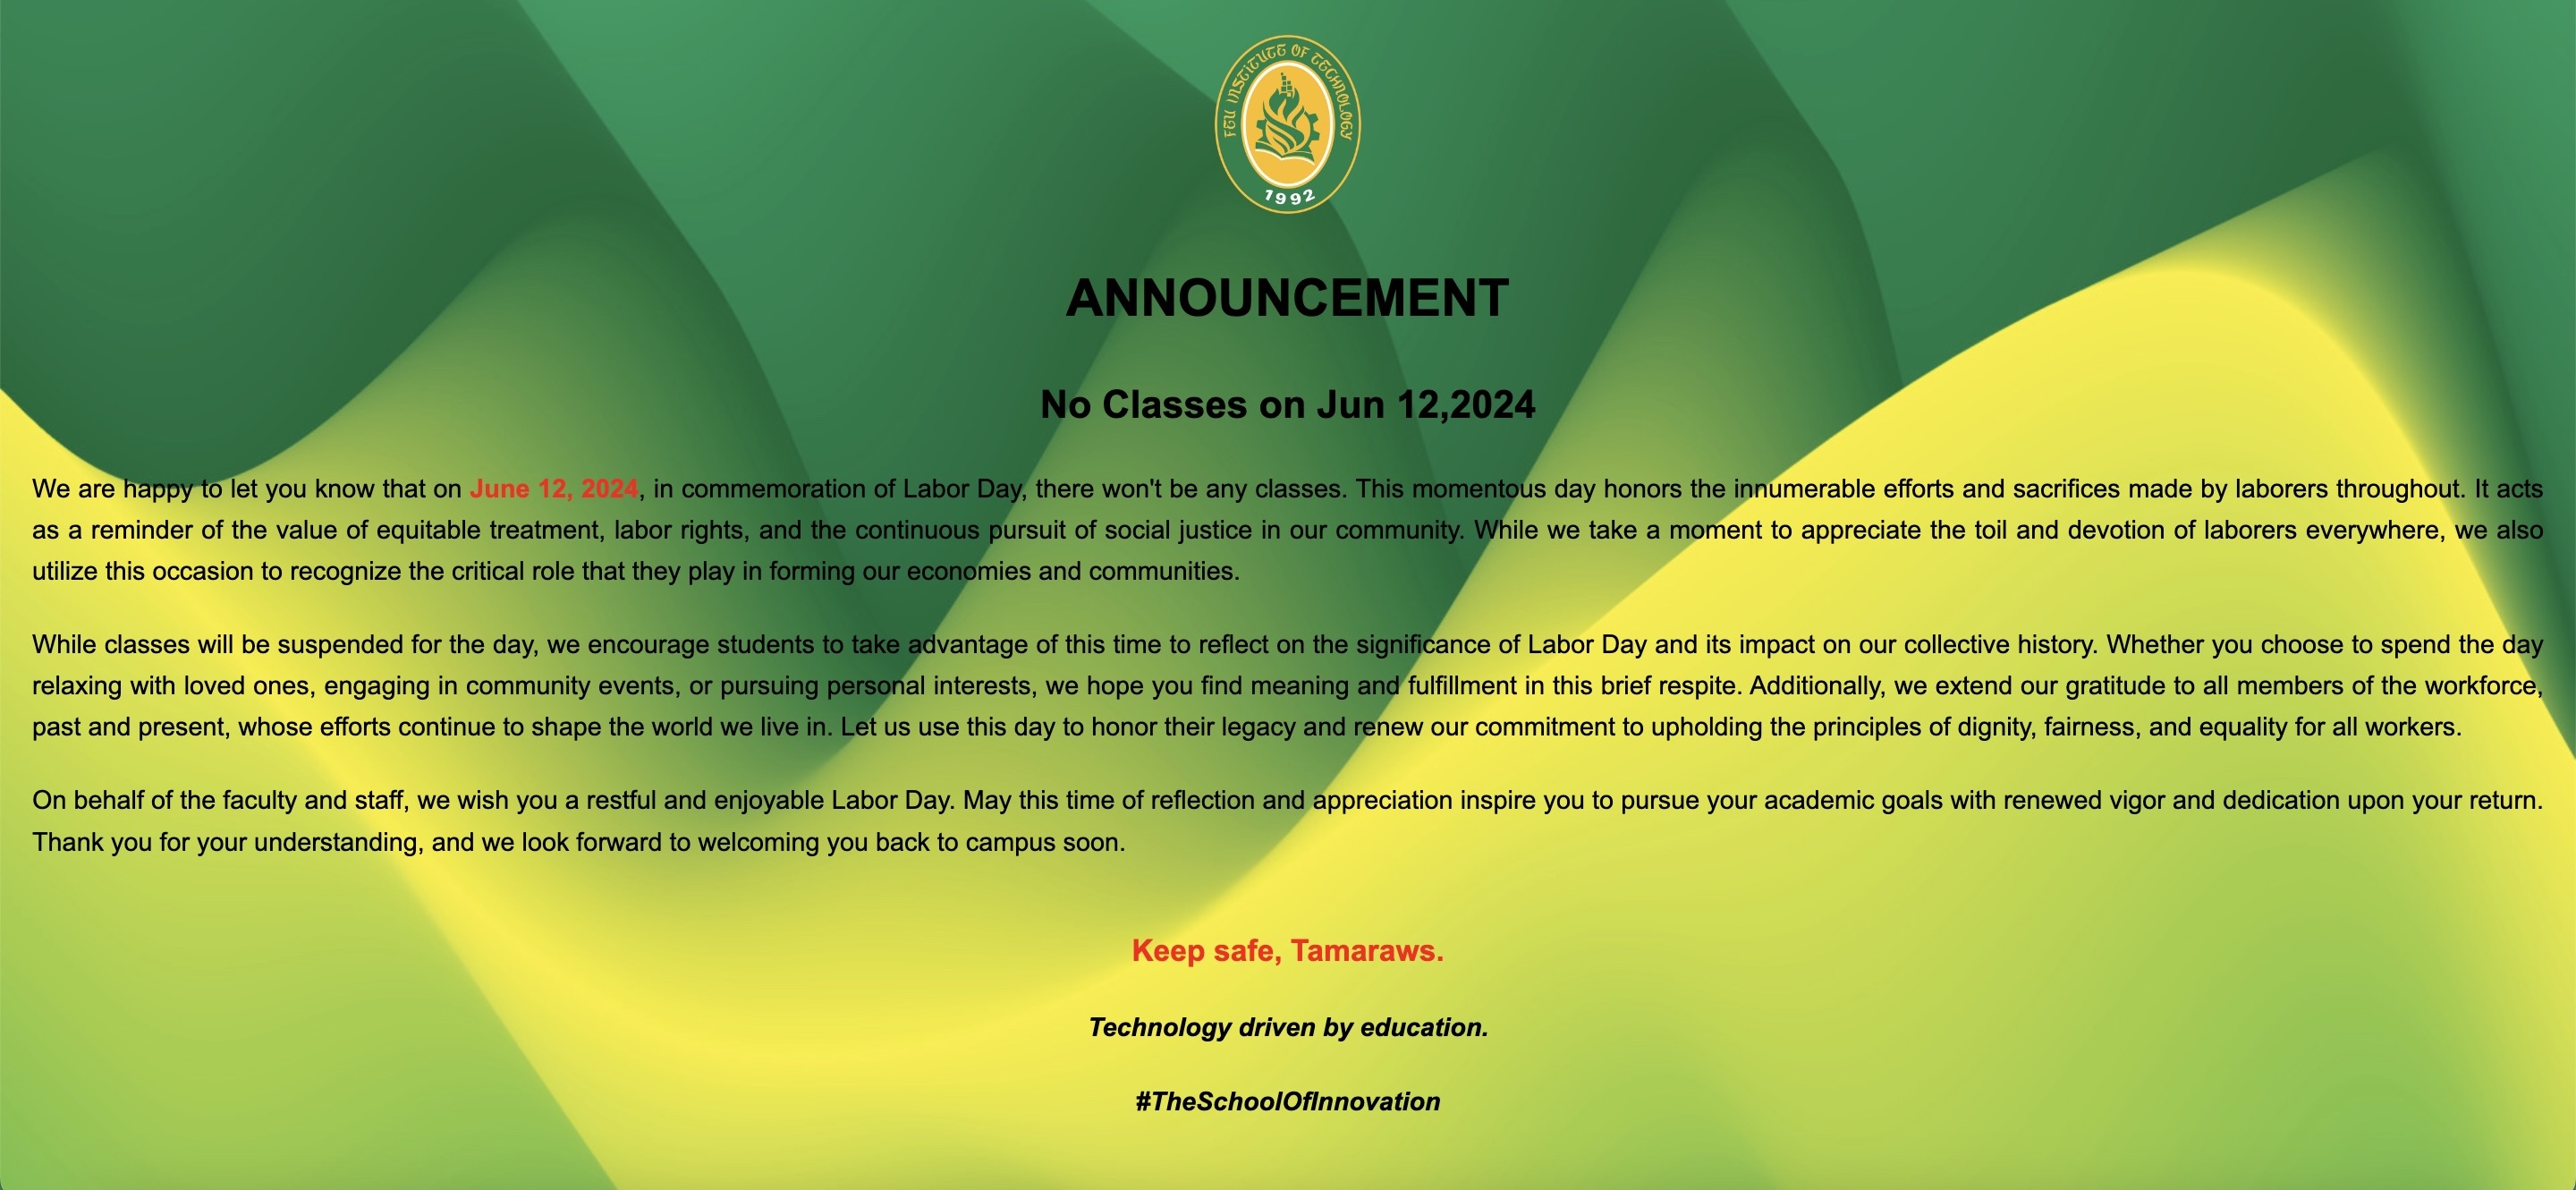 FEU INSTITUTE OF TECHNOLOGY
1992
ANNOUNCEMENT
No Classes on Jun 12,2024
We are happy to let you know that on June 12, 2024, in commemoration of Labor Day, there won't be any classes. This momentous day honors the innumerable efforts and sacrifices made by laborers throughout. It acts
as a reminder of the value of equitable treatment, labor rights, and the continuous pursuit of social justice in our community. While we take a moment to appreciate the toil and devotion of laborers everywhere, we also
utilize this occasion to recognize the critical role that they play in forming our economies and communities.
While classes will be suspended for the day, we encourage students to take advantage of this time to reflect on the significance of Labor Day and its impact on our collective history. Whether you choose to spend the day
relaxing with loved ones, engaging in community events, or pursuing personal interests, we hope you find meaning and fulfillment in this brief respite. Additionally, we extend our gratitude to all members of the workforce,
past and present, whose efforts continue to shape the world we live in. Let us use this day to honor their legacy and renew our commitment to upholding the principles of dignity, fairness, and equality for all workers.
On behalf of the faculty and staff, we wish you a restful and enjoyable Labor Day. May this time of reflection and appreciation inspire you to pursue your academic goals with renewed vigor and dedication upon your return.
Thank you for your understanding, and we look forward to welcoming you back to campus soon.
Keep safe, Tamaraws.
Technology driven by education.
#TheSchoolOfInnovation